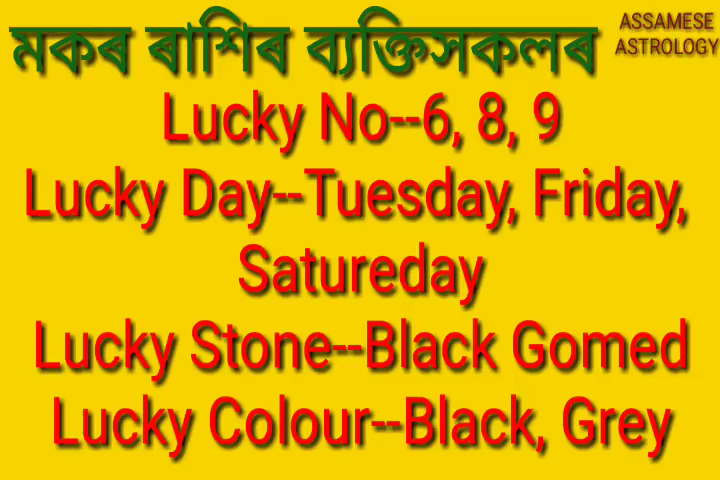 মকৰ ৰাশিৰ ব্যক্তিসকলৰ
ASSAMESE
ASTROLOGY
Lucky No--6, 8, 9
Lucky Day--Tuesday, Friday,
Satureday
Lucky Stone--Black Gomed
Lucky Colour--Black, Grey